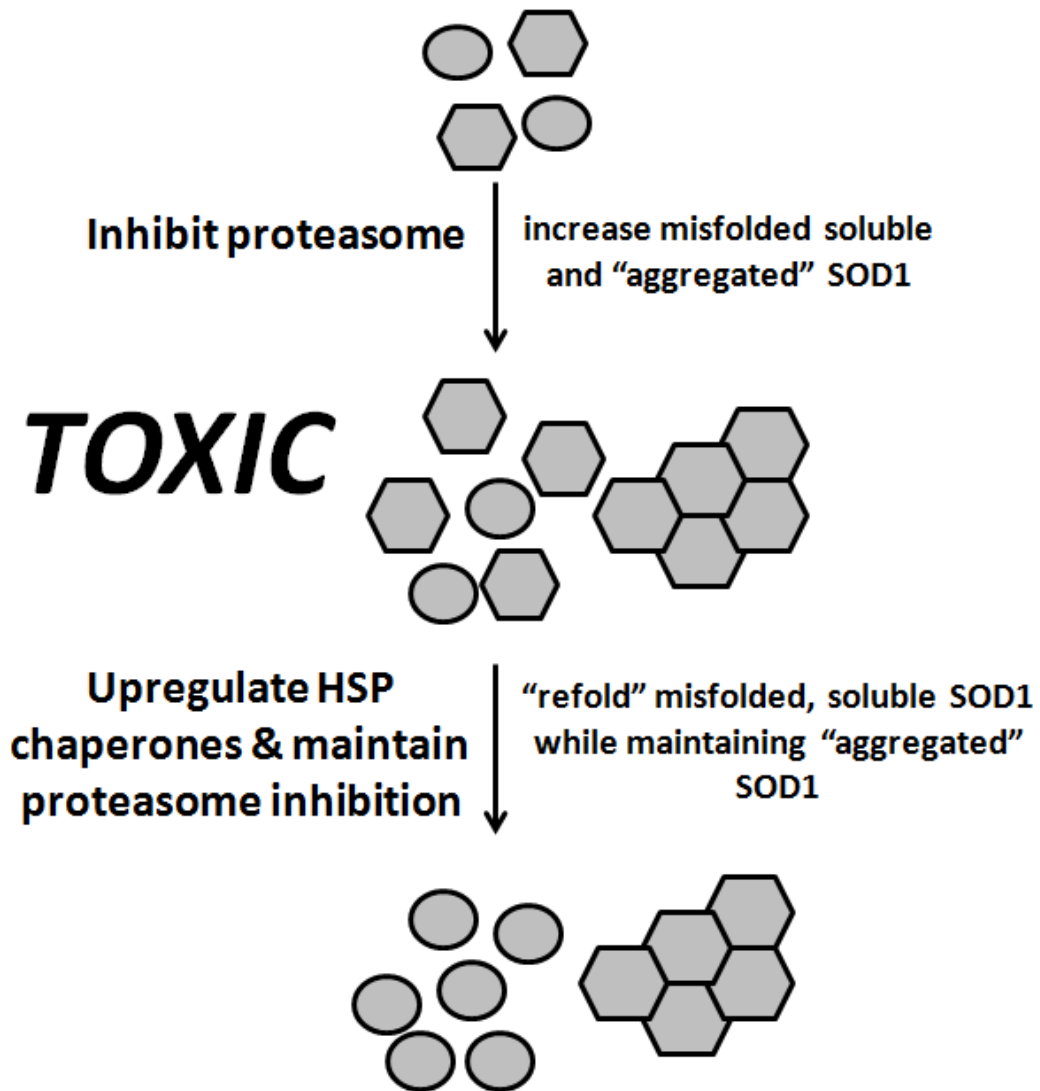 Inhibit proteasome
increase misfolded soluble
and “aggregated” SOD1
TOXIC
Upregulate HSP
chaperones & maintain
proteasome inhibition
“refold” misfolded, soluble SOD1
while maintaining “aggregated”
SOD1